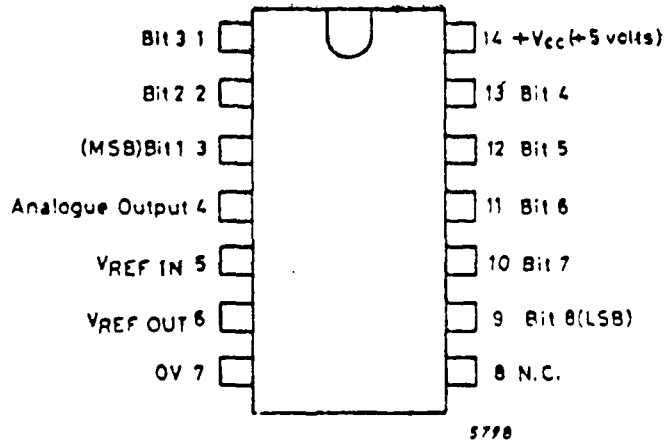 Bit 3 1
14 +Vcc (+5 volts)
Bit 2 2
13 Bit 4
(MSB) Bit 1 3
12 Bit 5
Analogue Output 4
11 Bit 6
VREF IN 5
10 Bit 7
VREF OUT 6
9 Bit 8 (LSB)
0V 7
8 N.C.
5798